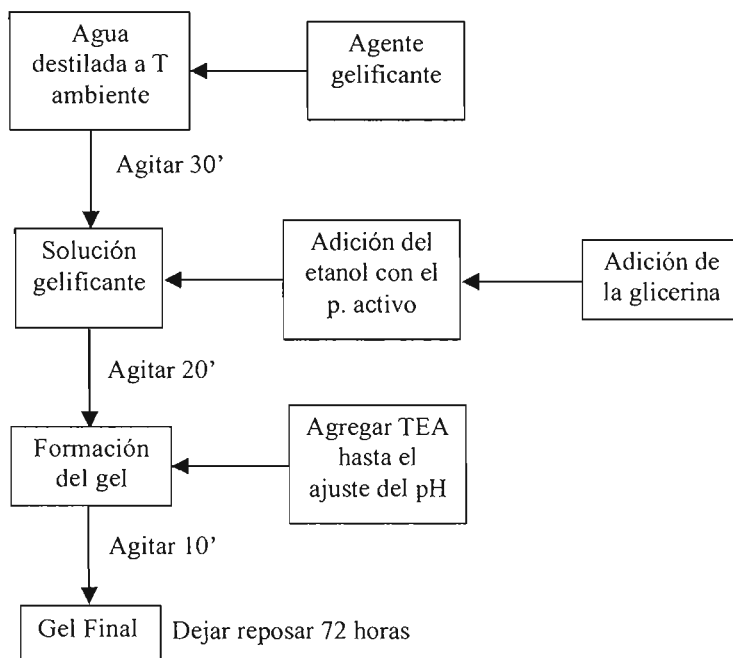 Agua
destilada a T
ambiente
Agente
gelificante
Agitar 30’
Solución
gelificante
Adición del
etanol con el
p. activo
Adición de
la glicerina
Agitar 20’
Formación
del gel
Agregar TEA
hasta el
ajuste del pH
Agitar 10’
Gel Final
Dejar reposar 72 horas